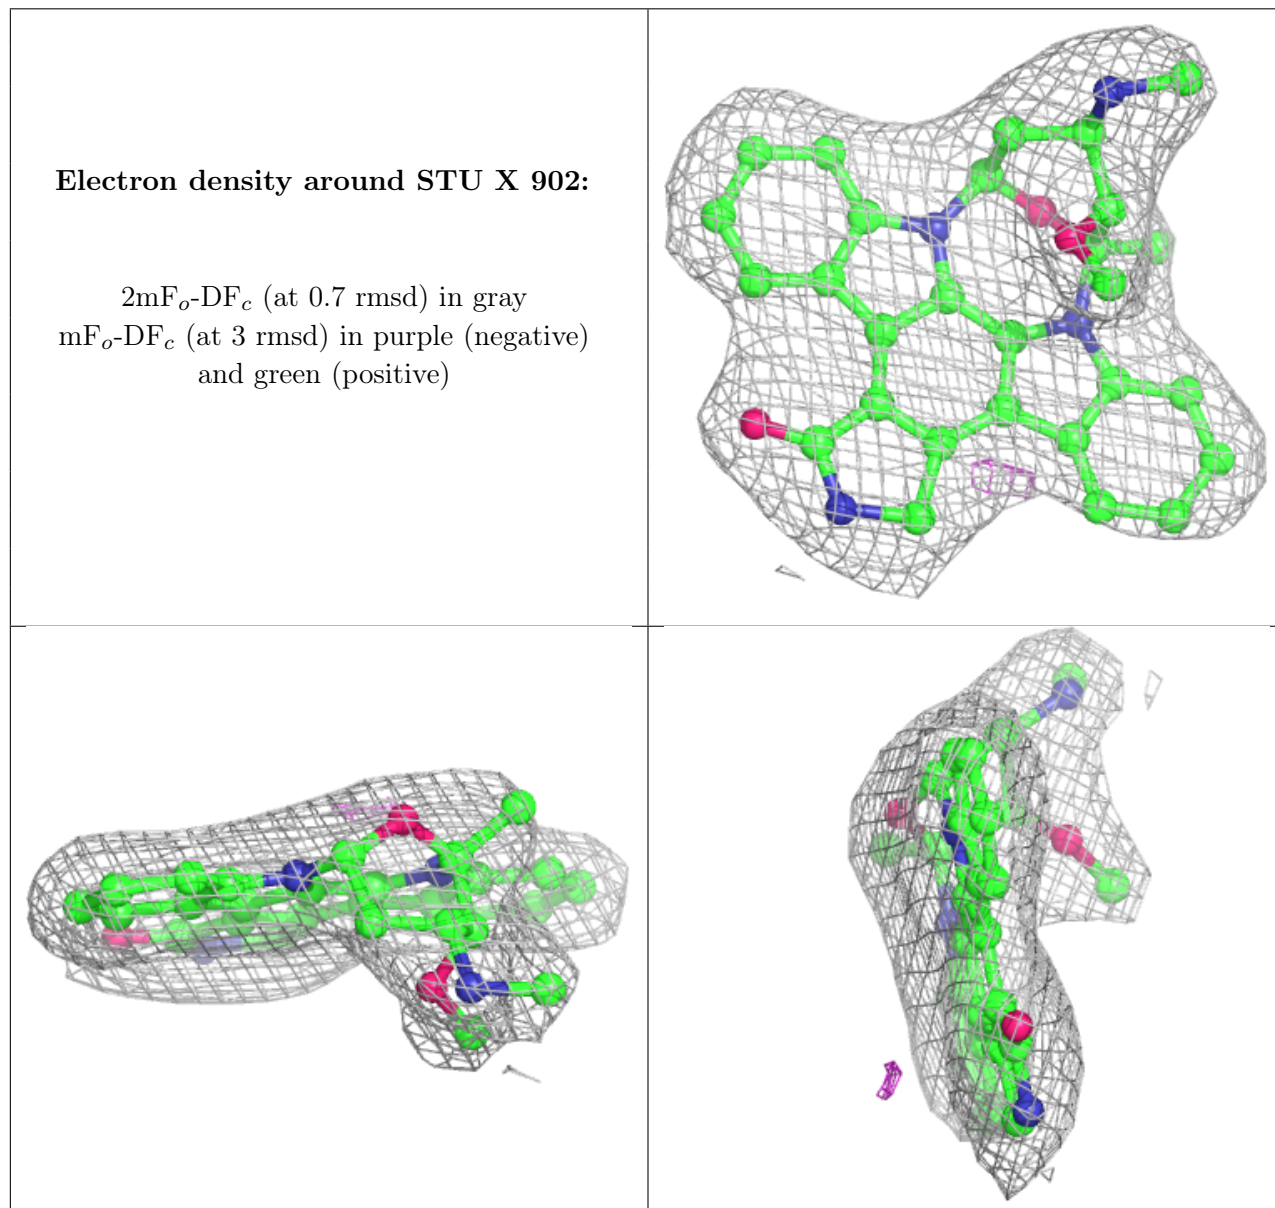 Electron density around STU X 902:
2mFₒ-DF𝑐 (at 0.7 rmsd) in gray
mFₒ-DF𝑐 (at 3 rmsd) in purple (negative)
and green (positive)